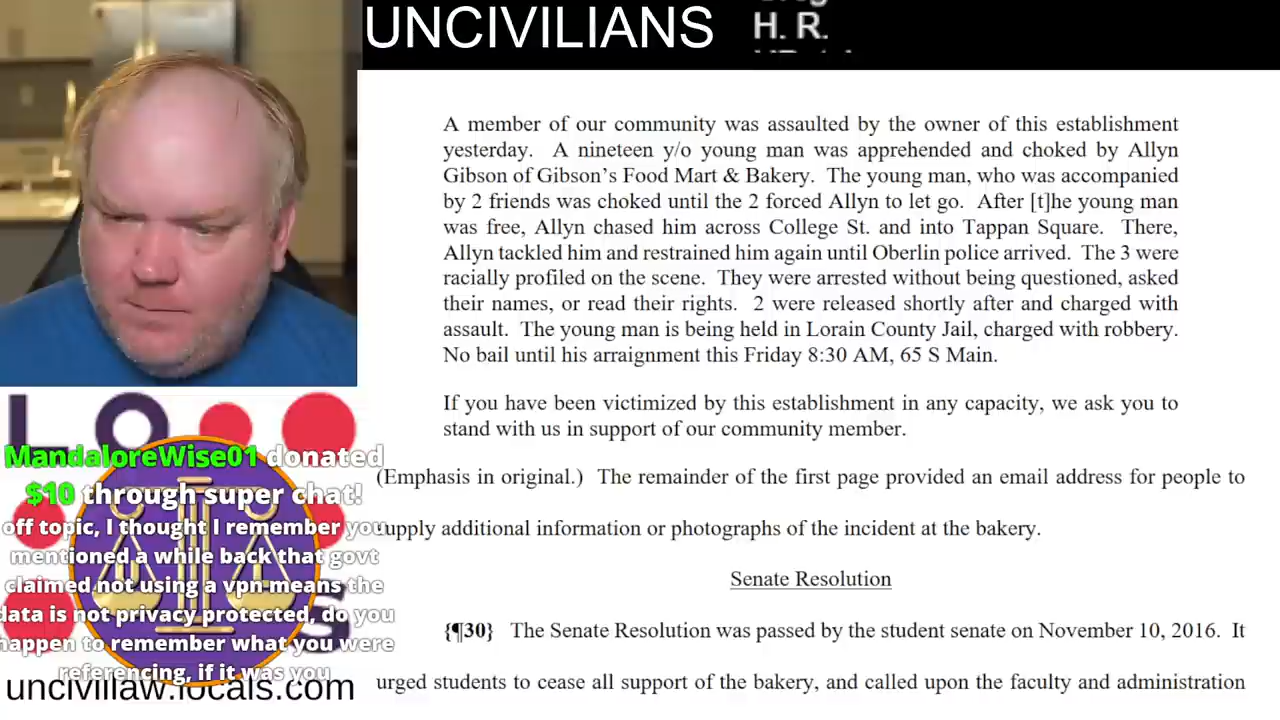 UNCIVILIANS
H. R.
A member of our community was assaulted by the owner of this establishment
yesterday. A nineteen y/o young man was apprehended and choked by Allyn
Gibson of Gibson's Food Mart & Bakery. The young man, who was accompanied
by 2 friends was choked until the 2 forced Allyn to let go. After [t]he young man
was free, Allyn chased him across College St. and into Tappan Square. There,
Allyn tackled him and restrained him again until Oberlin police arrived. The 3 were
racially profiled on the scene. They were arrested without being questioned, asked
their names, or read their rights. 2 were released shortly after and charged with
assault. The young man is being held in Lorain County Jail, charged with robbery.
No bail until his arraignment this Friday 8:30 AM, 65 S Main.
If you have been victimized by this establishment in any capacity, we ask you to
stand with us in support of our community member.
(Emphasis in original.) The remainder of the first page provided an email address for people to
supply additional information or photographs of the incident at the bakery.
Senate Resolution
{¶30} The Senate Resolution was passed by the student senate on November 10, 2016. It
urged students to cease all support of the bakery, and called upon the faculty and administration
MandaloreWise01 donated
$10 through super chat!
off topic, I thought I remember you
mentioned a while back that govt
claimed not using a vpn means the
data is not privacy protected, do you
happen to remember what you were
referencing, if it was you
uncivillaw.locals.com